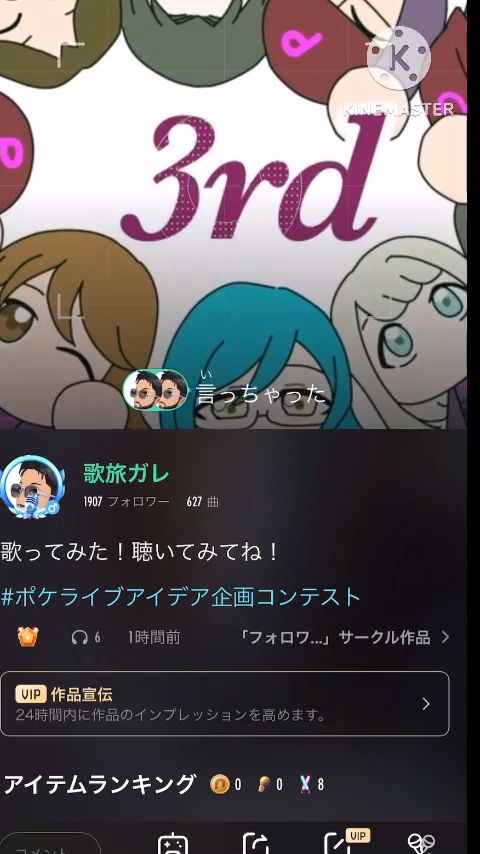 K
KINEMASTER
3rd
い
言っちゃった
歌旅ガレ
1907 フォロワー 627 曲
歌ってみた！聴いてみてね！
#ポケライブアイデア企画コンテスト
6 1時間前 「フォロワ...」サークル作品
VIP 作品宣伝
24時間内に作品のインプレッションを高めます。
アイテムランキング 0 0 8
VIP
コメント